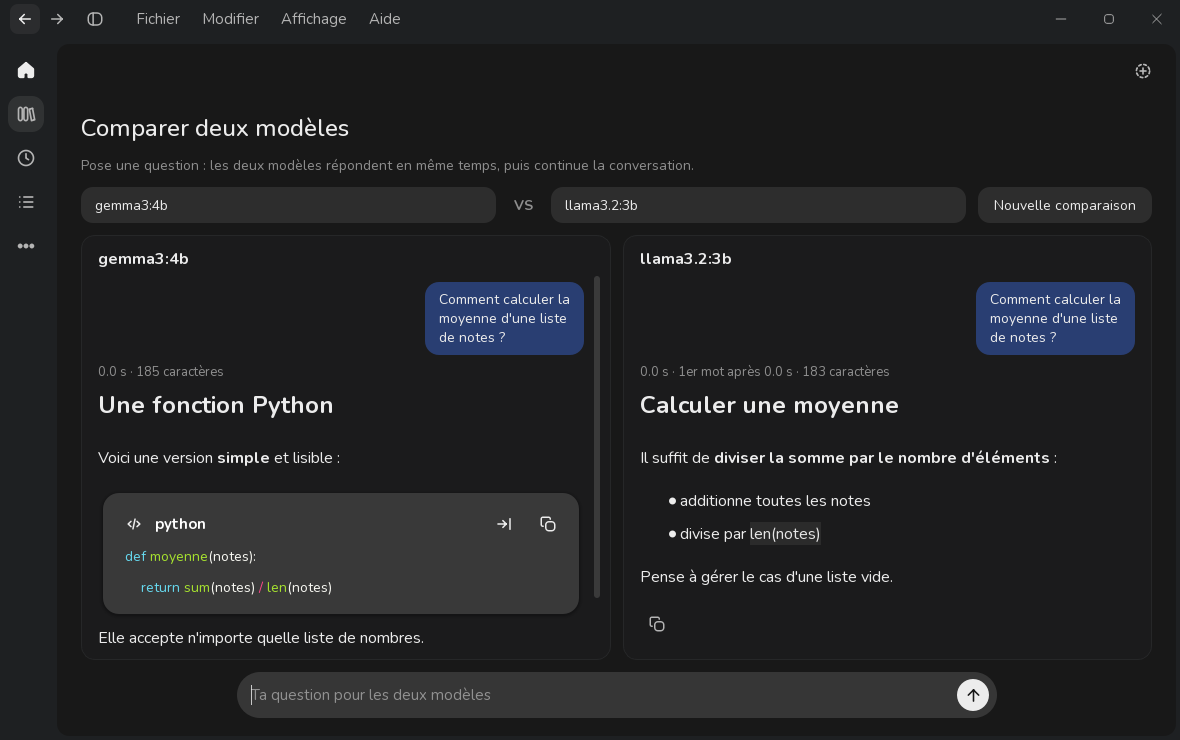 Fichier Modifier Affichage Aide
Comparer deux modèles
Pose une question : les deux modèles répondent en même temps, puis continue la conversation.
gemma3:4b VS llama3.2:3b Nouvelle comparaison
gemma3:4b
Comment calculer la
moyenne d'une liste
de notes ?
0.0 s · 185 caractères
Une fonction Python
Voici une version simple et lisible :
python
def moyenne(notes):
return sum(notes) / len(notes)
Elle accepte n'importe quelle liste de nombres.
llama3.2:3b
Comment calculer la
moyenne d'une liste
de notes ?
0.0 s · 1er mot après 0.0 s · 183 caractères
Calculer une moyenne
Il suffit de diviser la somme par le nombre d'éléments :
● additionne toutes les notes
● divise par len(notes)
Pense à gérer le cas d'une liste vide.
Ta question pour les deux modèles